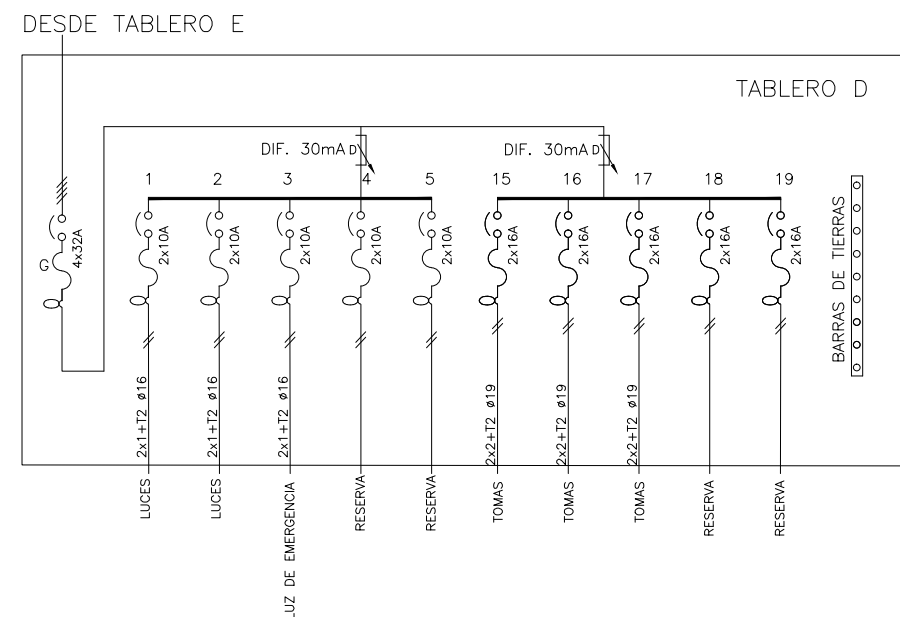 DESDE TABLERO E
TABLERO D
DIF. 30mA D
DIF. 30mA D
1 2 3 4 5 15 16 17 18 19
G 4x32A
2x10A
2x10A
2x10A
2x10A
2x10A
2x16A
2x16A
2x16A
2x16A
2x16A
BARRAS DE TIERRAS
2x1+T2 ø16
2x1+T2 ø16
2x1+T2 ø16
2x2+T2 ø19
2x2+T2 ø19
2x2+T2 ø19
LUCES
LUCES
LUZ DE EMERGENCIA
RESERVA
RESERVA
TOMAS
TOMAS
TOMAS
RESERVA
RESERVA